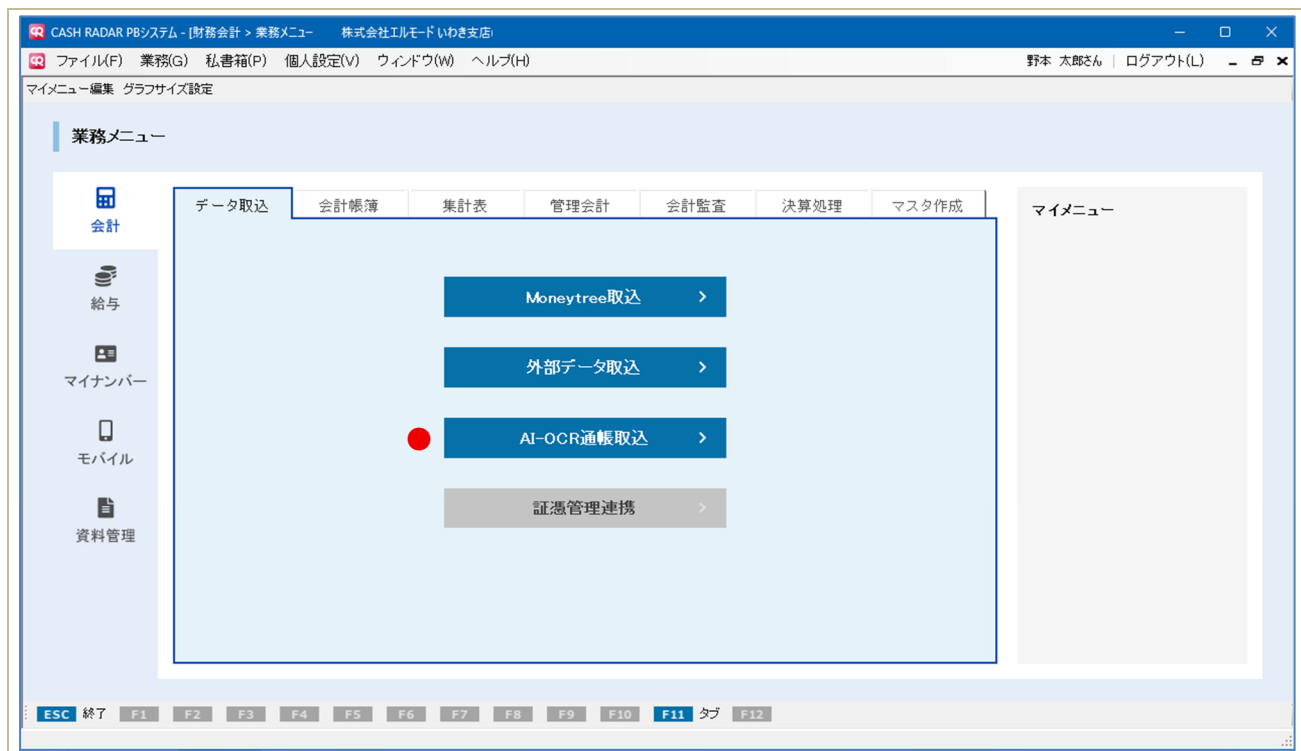 CASH RADAR PBシステム - [財務会計 > 業務メニュー 株式会社エルモード いわき支店
ファイル(F) 業務(G) 私書箱(P) 個人設定(V) ウィンドウ(W) ヘルプ(H) 野本 太郎さん ログアウト(L)
マイメニュー編集 グラフサイズ設定
業務メニュー
会計
給与
マイナンバー
モバイル
資料管理
データ取込 会計帳簿 集計表 管理会計 会計監査 決算処理 マスタ作成
Moneytree取込
外部データ取込
AI-OCR通帳取込
証憑管理連携
マイメニュー
ESC 終了 F1 F2 F3 F4 F5 F6 F7 F8 F9 F10 F11 タブ F12